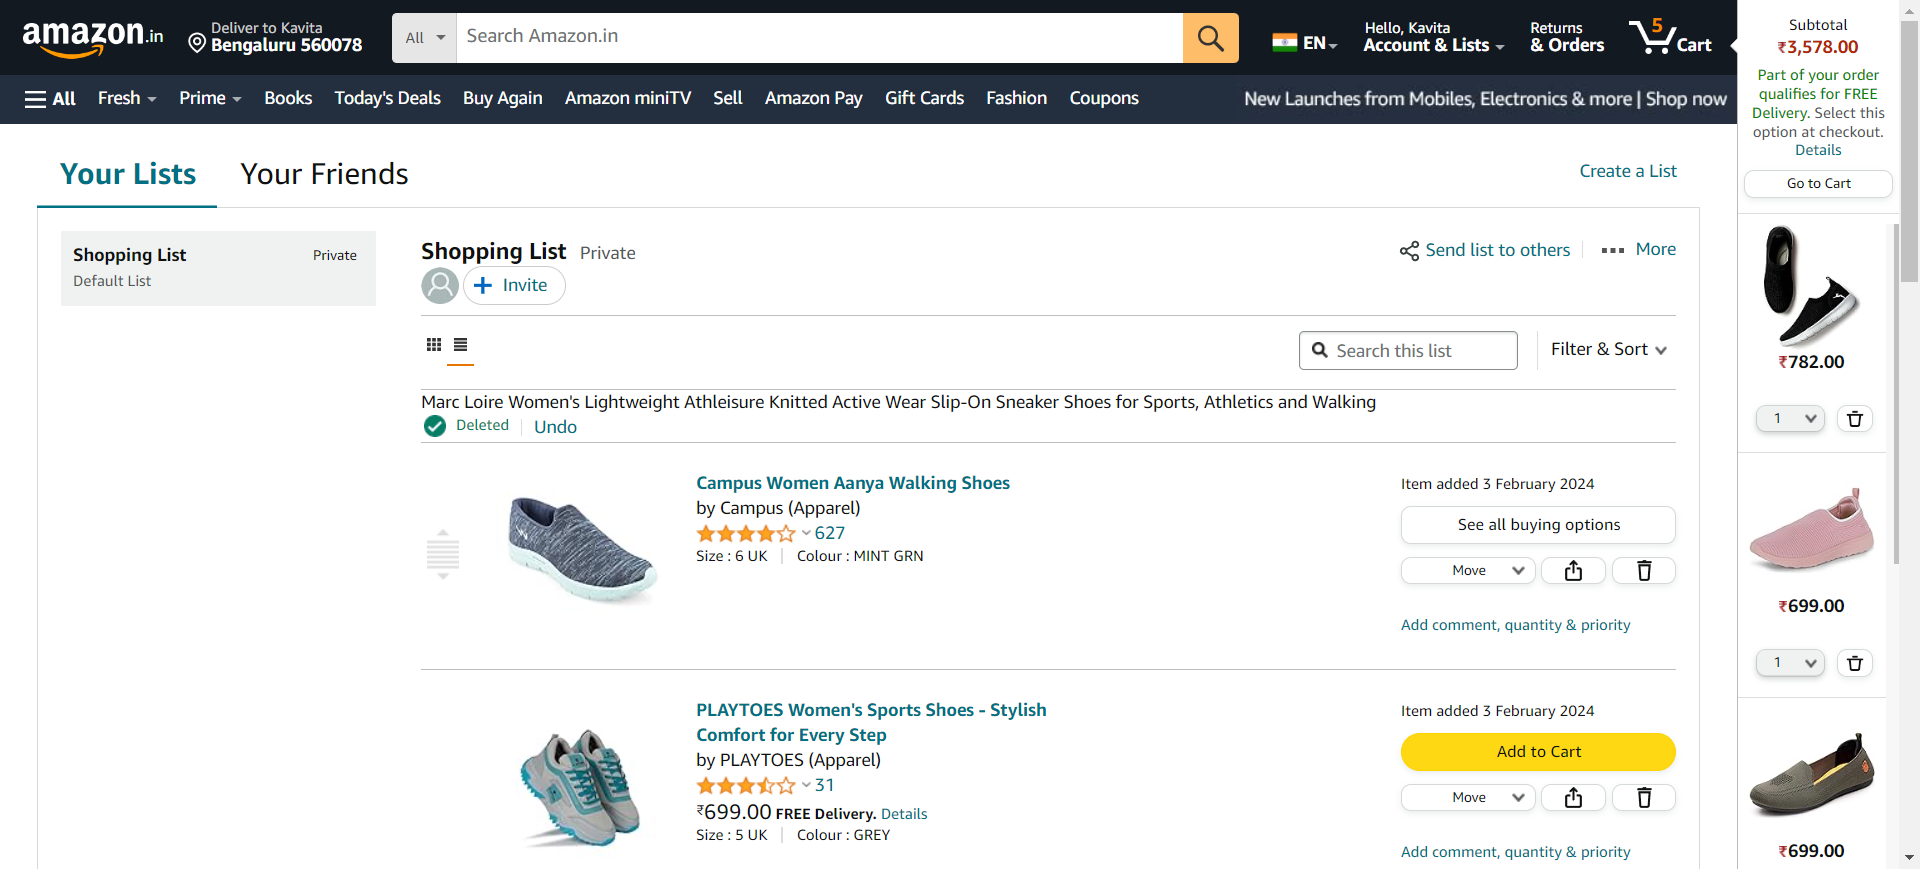 amazon.in
Deliver to Kavita
Bengaluru 560078
All
Search Amazon.in
EN
Hello, Kavita
Account & Lists
Returns
& Orders
5
Cart
All
Fresh
Prime
Books
Today's Deals
Buy Again
Amazon miniTV
Sell
Amazon Pay
Gift Cards
Fashion
Coupons
New Launches from Mobiles, Electronics & more | Shop now
Subtotal
₹3,578.00
Part of your order
qualifies for FREE
Delivery. Select this
option at checkout.
Details
Go to Cart
₹782.00
1
₹699.00
1
₹699.00
Your Lists
Your Friends
Create a List
Shopping List
Private
Default List
Shopping List Private
Send list to others
More
Invite
Search this list
Filter & Sort
Marc Loire Women's Lightweight Athleisure Knitted Active Wear Slip-On Sneaker Shoes for Sports, Athletics and Walking
Deleted
Undo
Campus Women Aanya Walking Shoes
by Campus (Apparel)
627
Size : 6 UK
Colour : MINT GRN
Item added 3 February 2024
See all buying options
Move
Add comment, quantity & priority
PLAYTOES Women's Sports Shoes - Stylish
Comfort for Every Step
by PLAYTOES (Apparel)
31
₹699.00 FREE Delivery. Details
Size : 5 UK
Colour : GREY
Item added 3 February 2024
Add to Cart
Move
Add comment, quantity & priority